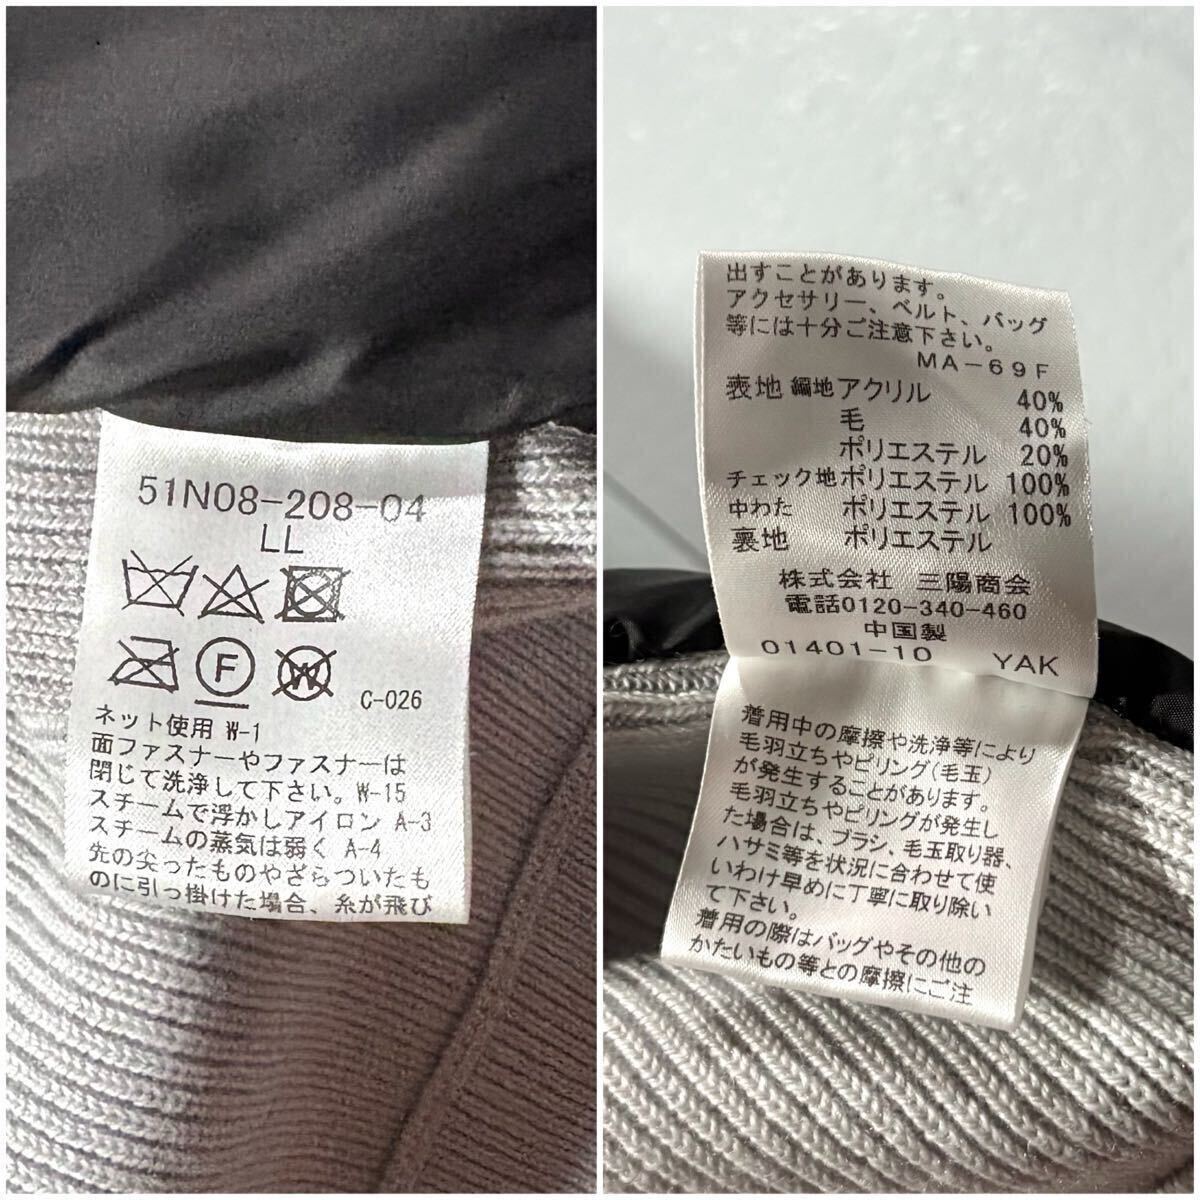 51N08-208-04
LL
F
W
C-026
ネット使用 W-1
面ファスナーやファスナーは
閉じて洗浄して下さい。W-15
スチームで浮かしアイロン A-3
スチームの蒸気は弱く A-4
先の尖ったものやざらついたも
のに引っ掛けた場合、糸が飛び
出すことがあります。
アクセサリー、ベルト、バッグ
等には十分ご注意下さい。
MA-69F
表地 編地 アクリル 40%
毛 40%
ポリエステル 20%
チェック地 ポリエステル 100%
中わた ポリエステル 100%
裏地 ポリエステル
株式会社 三陽商会
電話0120-340-460
中国製
01401-10 YAK
着用中の摩擦や洗浄等により
毛羽立ちやピリング(毛玉)
が発生することがあります。
毛羽立ちやピリングが発生し
た場合は、ブラシ、毛玉取り器、
ハサミ等を状況に合わせて使
いわけ早めに丁寧に取り除い
て下さい。
着用の際はバッグやその他の
かたいもの等との摩擦にご注